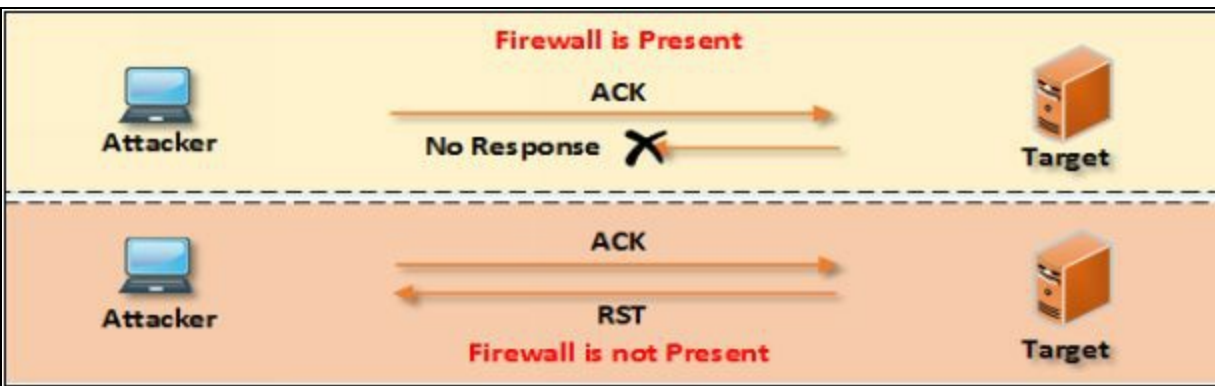 Firewall is Present
ACK
Attacker
No Response
Target
ACK
Attacker
RST
Firewall is not Present
Target